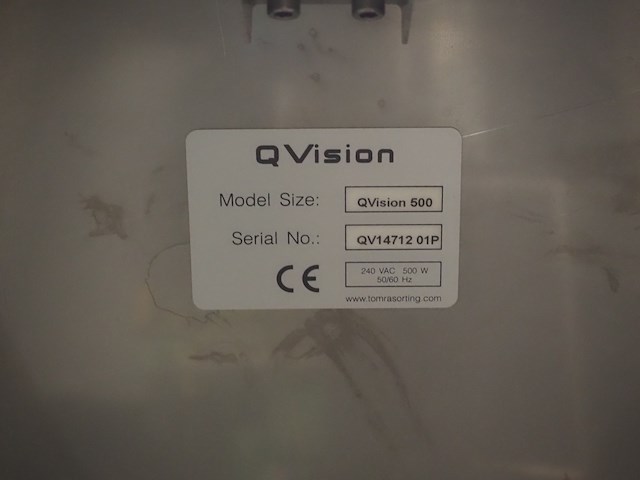 QVision
Model Size: QVision 500
Serial No.: QV14712 01P
CE 240 VAC 500 W
50/60 Hz
www.tomrasorting.com